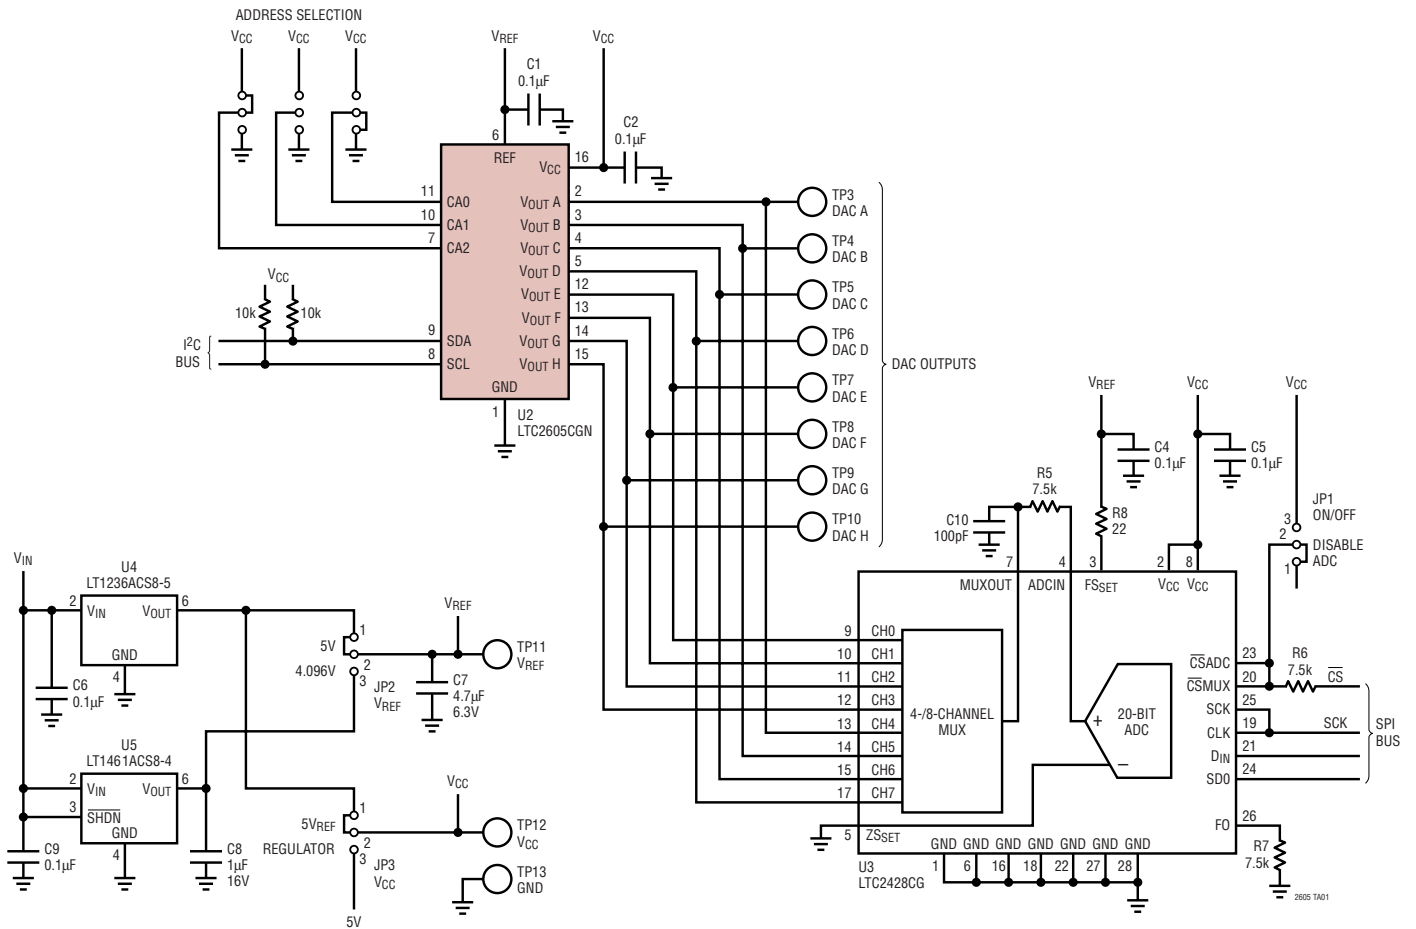 ADDRESS SELECTION
VCC VCC VCC
VREF
VCC
C1
0.1µF
C2
0.1µF
6
REF
16
VCC
11 CA0
10 CA1
7 CA2
VOUT A 2
VOUT B 3
VOUT C 4
VOUT D 5
VOUT E 12
VOUT F 13
VOUT G 14
VOUT H 15
VCC
10k 10k
I2C
BUS
9 SDA
8 SCL
GND
1
U2
LTC2605CGN
TP3
DAC A
TP4
DAC B
TP5
DAC C
TP6
DAC D
TP7
DAC E
TP8
DAC F
TP9
DAC G
TP10
DAC H
DAC OUTPUTS
VREF
VCC
VCC
C4
0.1µF
C5
0.1µF
R5
7.5k
R8
22
C10
100pF
JP1
ON/OFF
3
2
1
DISABLE
ADC
7 4 3 2 8
MUXOUT ADCIN FSSET VCC VCC
9 CH0
10 CH1
11 CH2
12 CH3
13 CH4
14 CH5
15 CH6
17 CH7
4-/8-CHANNEL
MUX
+
–
20-BIT
ADC
CSADC 23
CSMUX 20
SCK 25
CLK 19
DIN 21
SD0 24
FO 26
R6
7.5k
CS
SCK
SPI
BUS
R7
7.5k
5 ZSSET
GND GND GND GND GND GND GND
1 6 16 18 22 27 28
U3
LTC2428CG
2605 TA01
VIN
U4
LT1236ACS8-5
2 VIN VOUT 6
GND
4
C6
0.1µF
U5
LT1461ACS8-4
2 VIN VOUT 6
3 SHDN
GND
4
C9
0.1µF
C8
1µF
16V
5V
4.096V
1
2
3
JP2
VREF
VREF
C7
4.7µF
6.3V
TP11
VREF
5VREF
REGULATOR
1
2
3
JP3
VCC
5V
VCC
TP12
VCC
TP13
GND